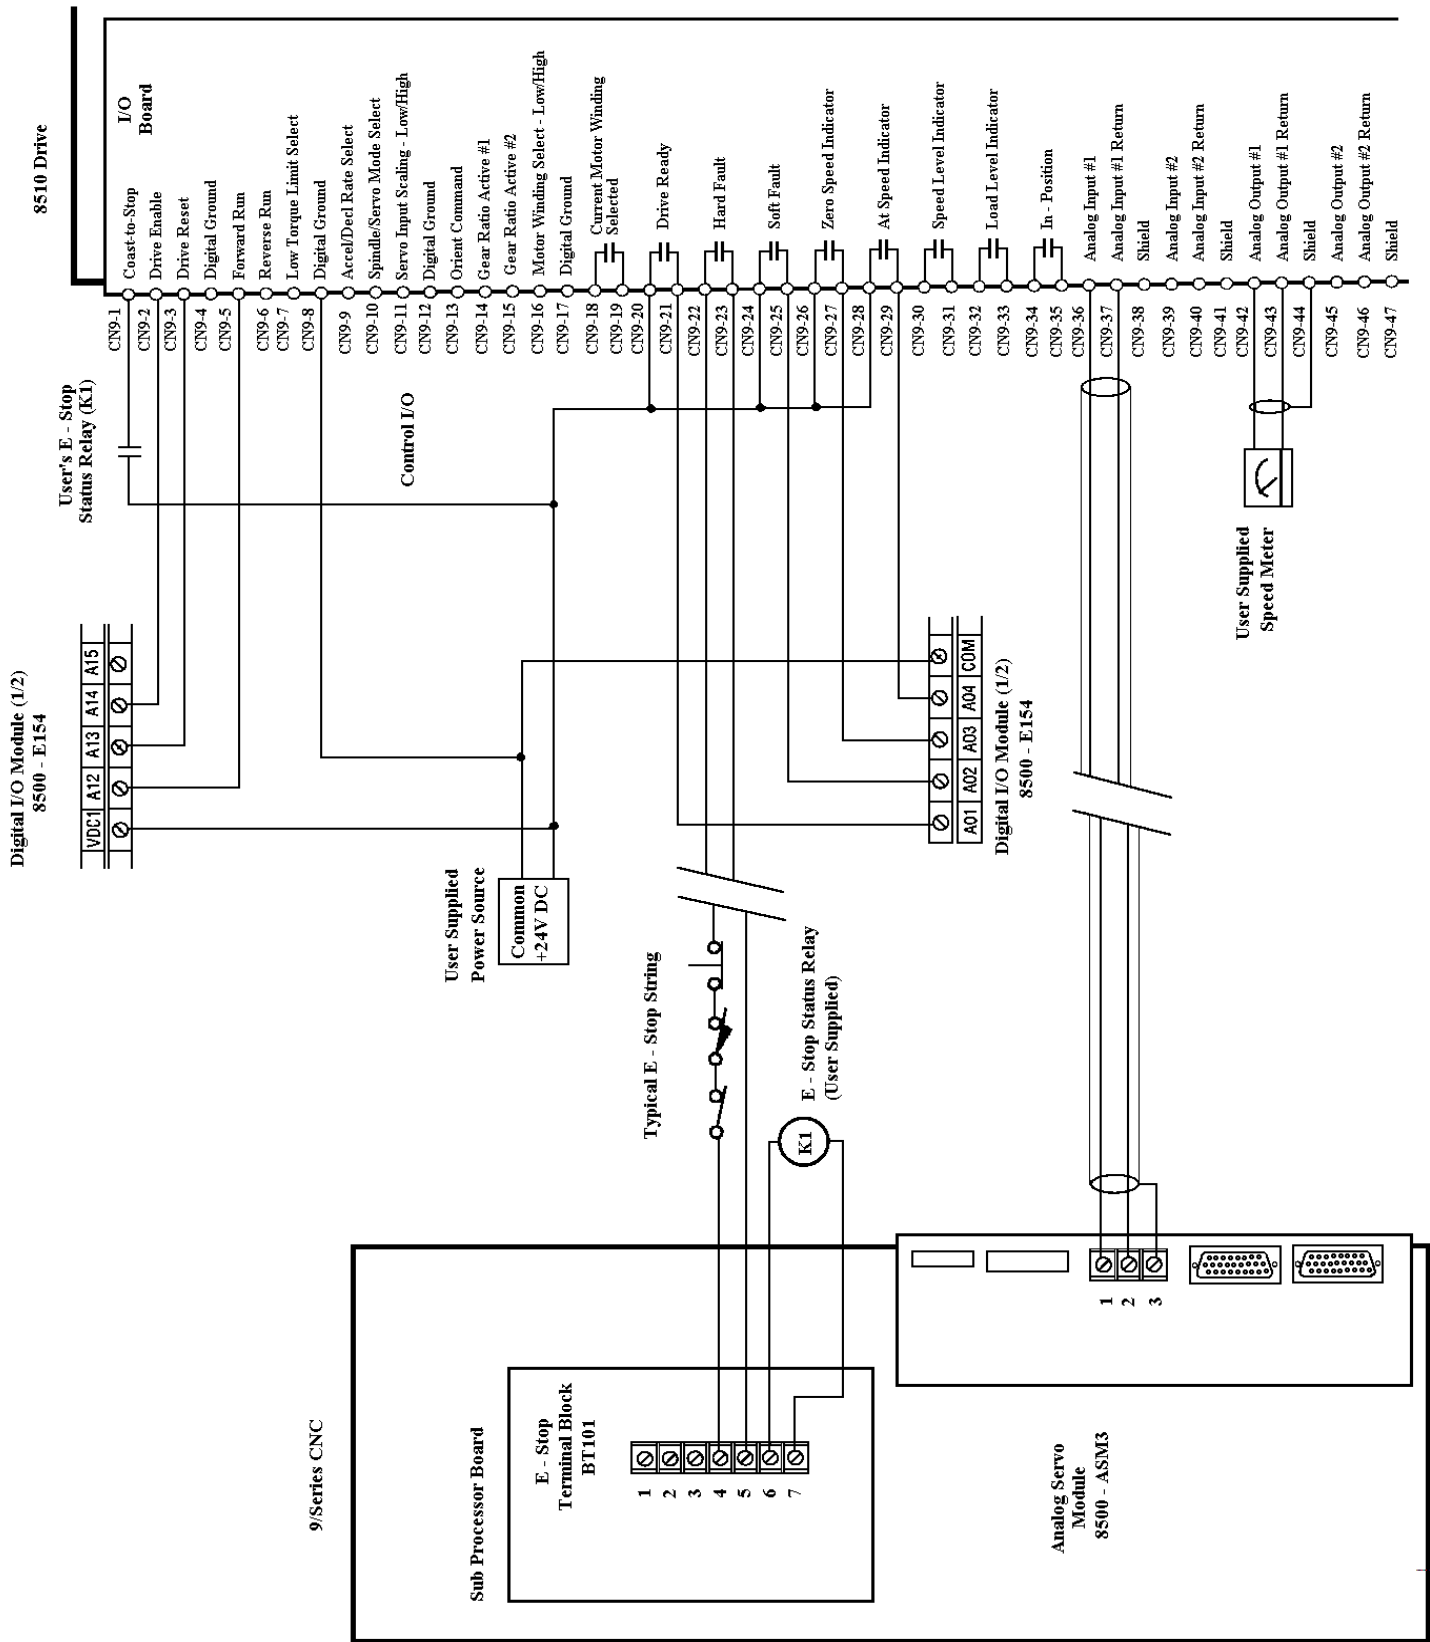 8510 Drive
I/O
Board
Coast-to-Stop
Drive Enable
Drive Reset
Digital Ground
Forward Run
Reverse Run
Low Torque Limit Select
Digital Ground
Accel/Decl Rate Select
Spindle/Servo Mode Select
Servo Input Scaling - Low/High
Digital Ground
Orient Command
Gear Ratio Active #1
Gear Ratio Active #2
Motor Winding Select - Low/High
Digital Ground
Current Motor Winding
Selected
Drive Ready
Hard Fault
Soft Fault
Zero Speed Indicator
At Speed Indicator
Speed Level Indicator
Load Level Indicator
In - Position
Analog Input #1
Analog Input #1 Return
Shield
Analog Input #2
Analog Input #2 Return
Shield
Analog Output #1
Analog Output #1 Return
Shield
Analog Output #2
Analog Output #2 Return
Shield
CN9-1
CN9-2
CN9-3
CN9-4
CN9-5
CN9-6
CN9-7
CN9-8
CN9-9
CN9-10
CN9-11
CN9-12
CN9-13
CN9-14
CN9-15
CN9-16
CN9-17
CN9-18
CN9-19
CN9-20
CN9-21
CN9-22
CN9-23
CN9-24
CN9-25
CN9-26
CN9-27
CN9-28
CN9-29
CN9-30
CN9-31
CN9-32
CN9-33
CN9-34
CN9-35
CN9-36
CN9-37
CN9-38
CN9-39
CN9-40
CN9-41
CN9-42
CN9-43
CN9-44
CN9-45
CN9-46
CN9-47
User's E - Stop
Status Relay (K1)
Control I/O
User Supplied
Speed Meter
Digital I/O Module (1/2)
8500 - E154
VDC1 A12 A13 A14 A15
User Supplied
Power Source
Common
+24V DC
AO1 AO2 AO3 AO4 COM
Digital I/O Module (1/2)
8500 - E154
Typical E - Stop String
E - Stop Status Relay
(User Supplied)
K1
9/Series CNC
Sub Processor Board
E - Stop
Terminal Block
BT101
1
2
3
4
5
6
7
1
2
3
Analog Servo
Module
8500 - ASM3